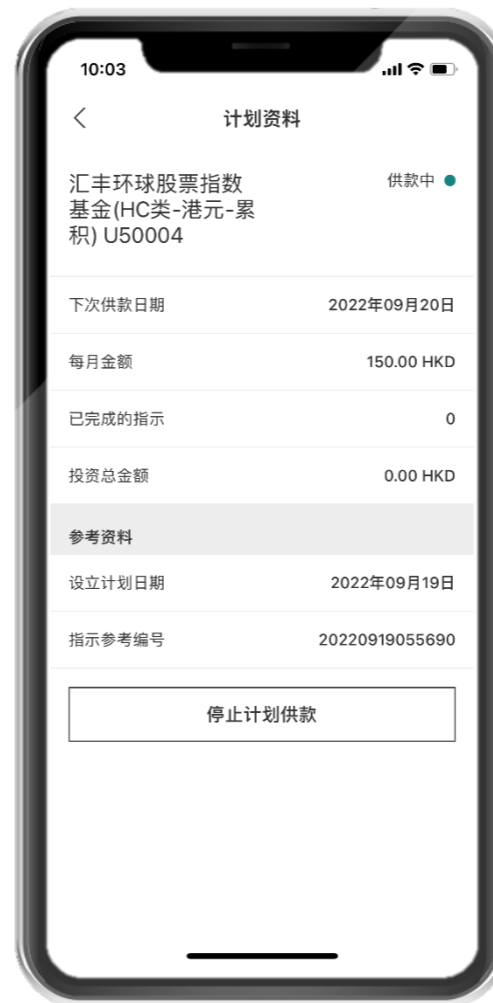 10:03
计划资料
汇丰环球股票指数
基金(HC类-港元-累
积) U50004
供款中
下次供款日期 2022年09月20日
每月金额 150.00 HKD
已完成的指示 0
投资总金额 0.00 HKD
参考资料
设立计划日期 2022年09月19日
指示参考编号 20220919055690
停止计划供款